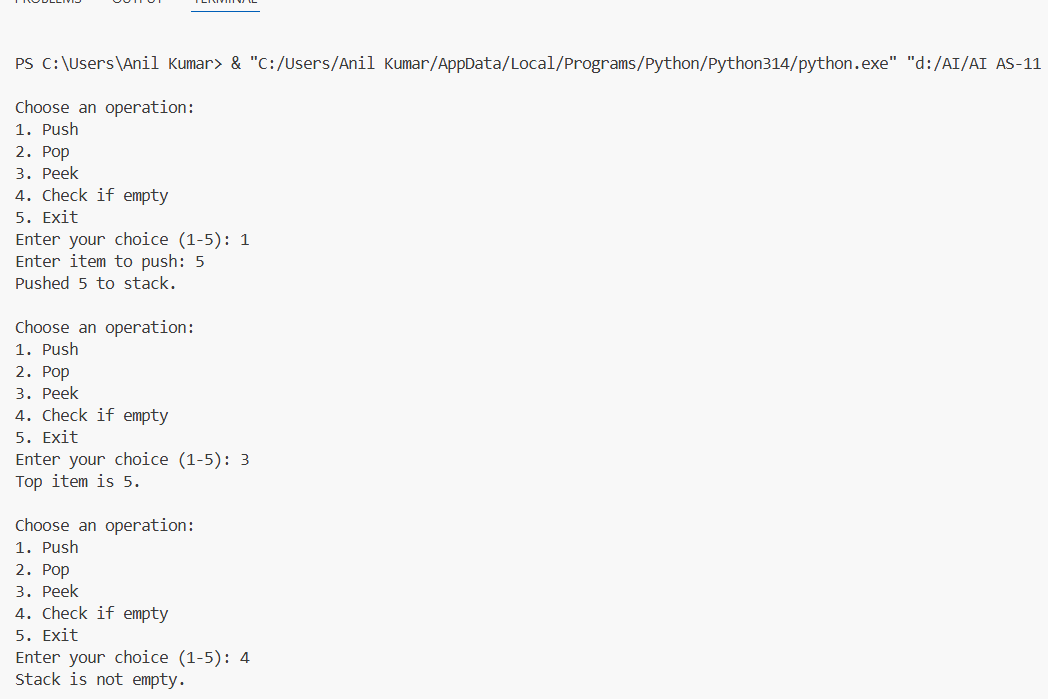 PROBLEMS OUTPUT TERMINAL
PS C:\Users\Anil Kumar> & "C:/Users/Anil Kumar/AppData/Local/Programs/Python/Python314/python.exe" "d:/AI/AI AS-11
Choose an operation:
1. Push
2. Pop
3. Peek
4. Check if empty
5. Exit
Enter your choice (1-5): 1
Enter item to push: 5
Pushed 5 to stack.
Choose an operation:
1. Push
2. Pop
3. Peek
4. Check if empty
5. Exit
Enter your choice (1-5): 3
Top item is 5.
Choose an operation:
1. Push
2. Pop
3. Peek
4. Check if empty
5. Exit
Enter your choice (1-5): 4
Stack is not empty.